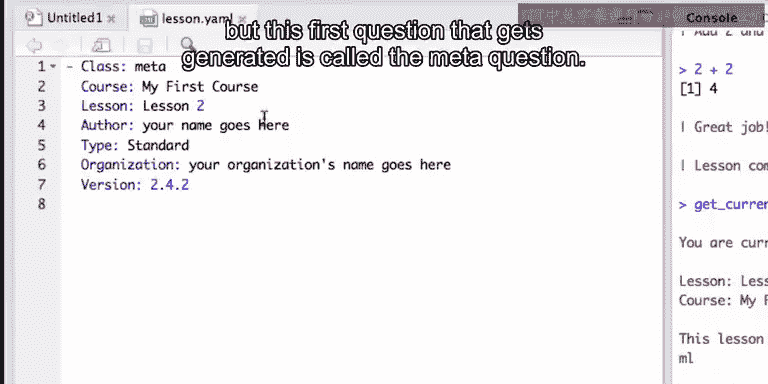 Untitled1
lesson.yaml
Console
but this first question that gets
generated is called the meta question.
1 - Class: meta
2 Course: My First Course
3 Lesson: Lesson 2
4 Author: your name goes here
5 Type: Standard
6 Organization: your organization's name goes here
7 Version: 2.4.2
8
| Add 2 and
> 2 + 2
[1] 4
| Great job!
| Lesson com
> get_curren
You are curr
Lesson: Less
Course: My F
This lesson
ml